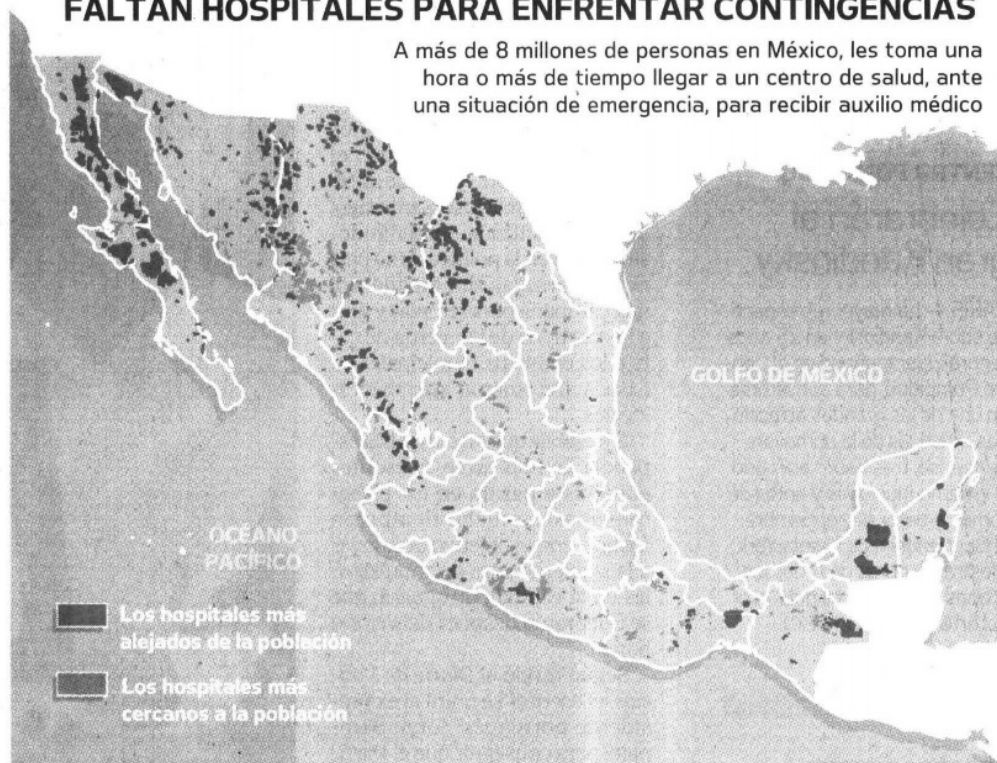 FALTAN HOSPITALES PARA ENFRENTAR CONTINGENCIAS
A más de 8 millones de personas en México, les toma una
hora o más de tiempo llegar a un centro de salud, ante
una situación de emergencia, para recibir auxilio médico
GOLFO DE MÉXICO
OCÉANO
PACÍFICO
Los hospitales más
alejados de la población
Los hospitales más
cercanos a la población